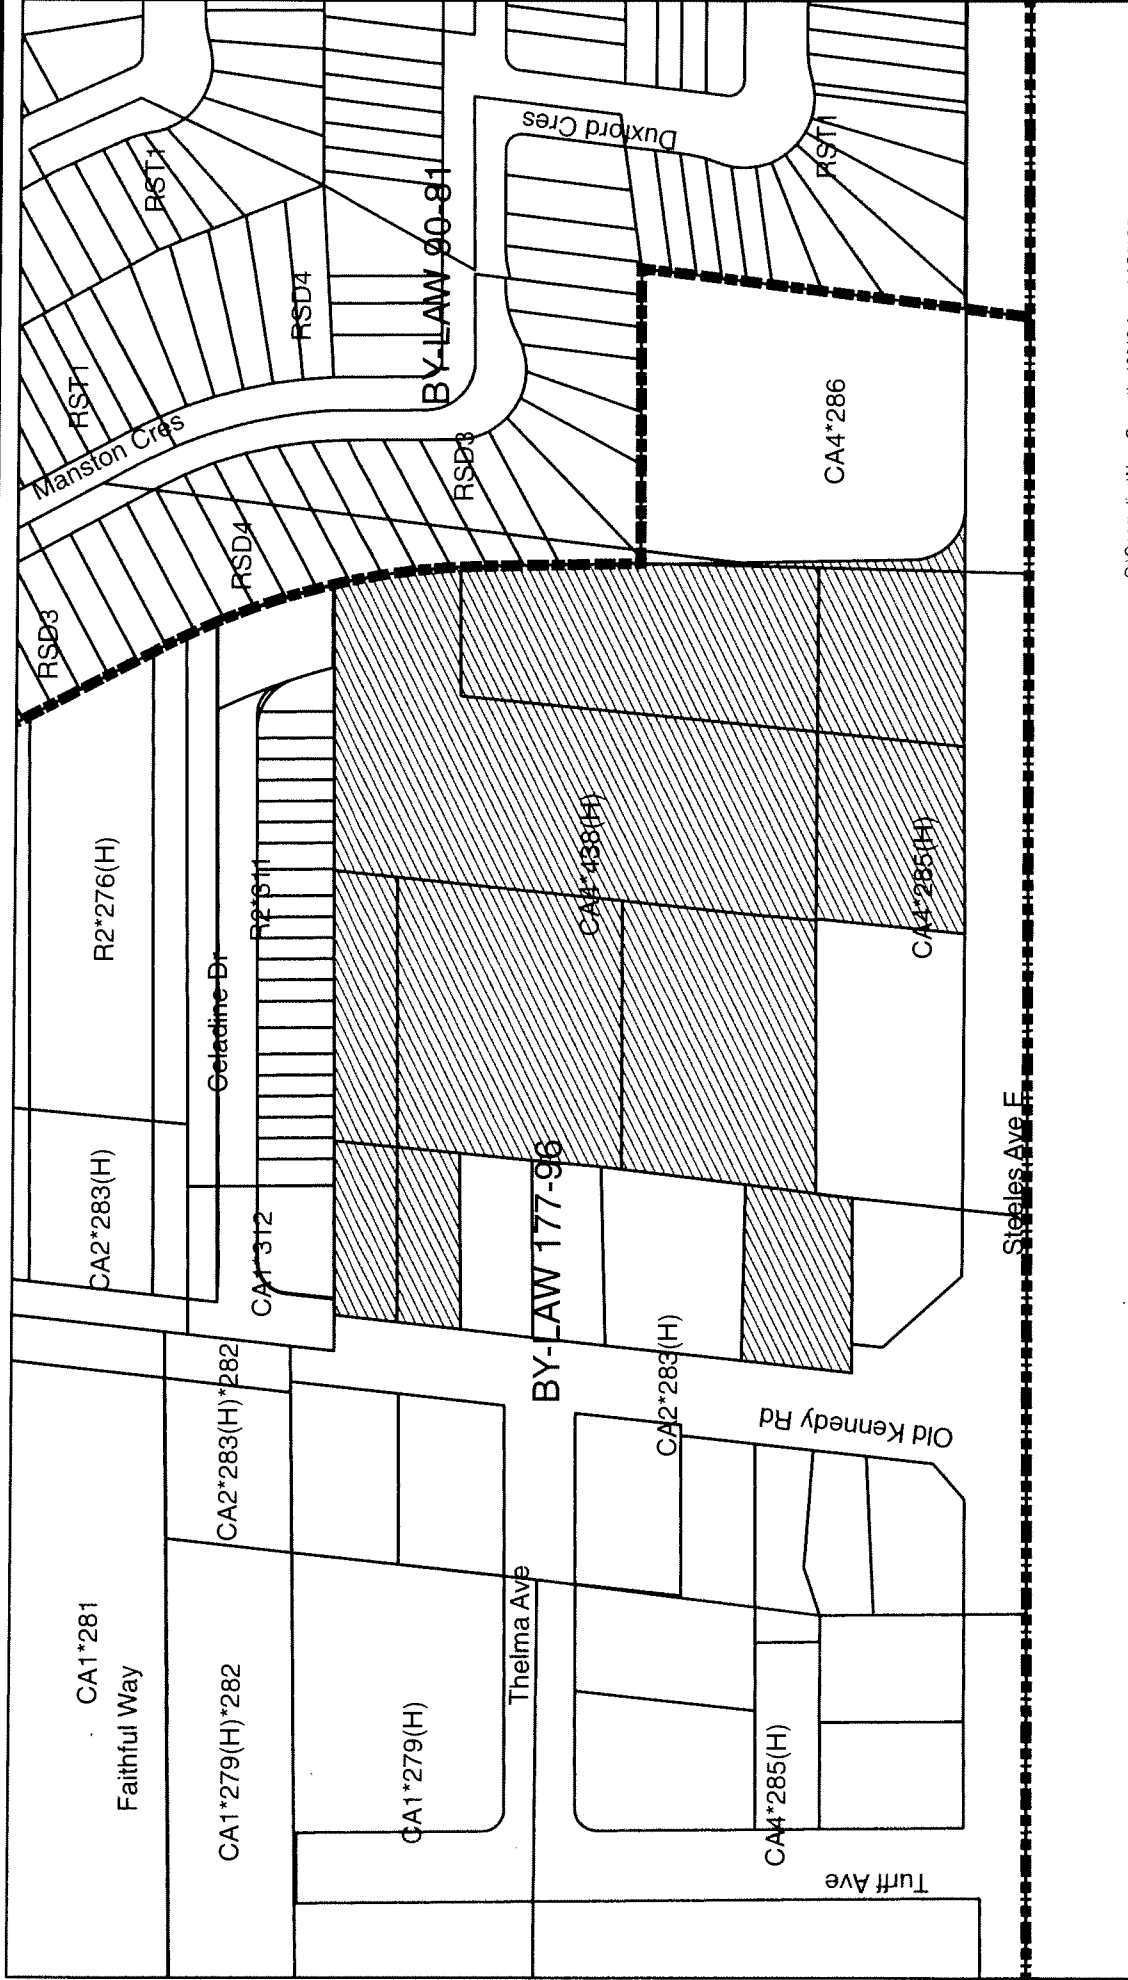 CA1*281
Faithful Way
CA2*283(H)
R2*276(H)
RSD3
RST1
RST1
Manston Cres
CA1*279(H)*282
CA2*283(H)*282
CA1*312
Celadine Dr
R2*311
RSD4
RSD4
CA1*279(H)
BY-LAW 90-81
RSD3
Thelma Ave
BY-LAW 177-96
CA4*438(H)
Duxford Cres
CA2*283(H)
CA4*285(H)
Old Kennedy Rd
CA4*286
RST1
Turff Ave
CA4*285(H)
Steeles Ave E